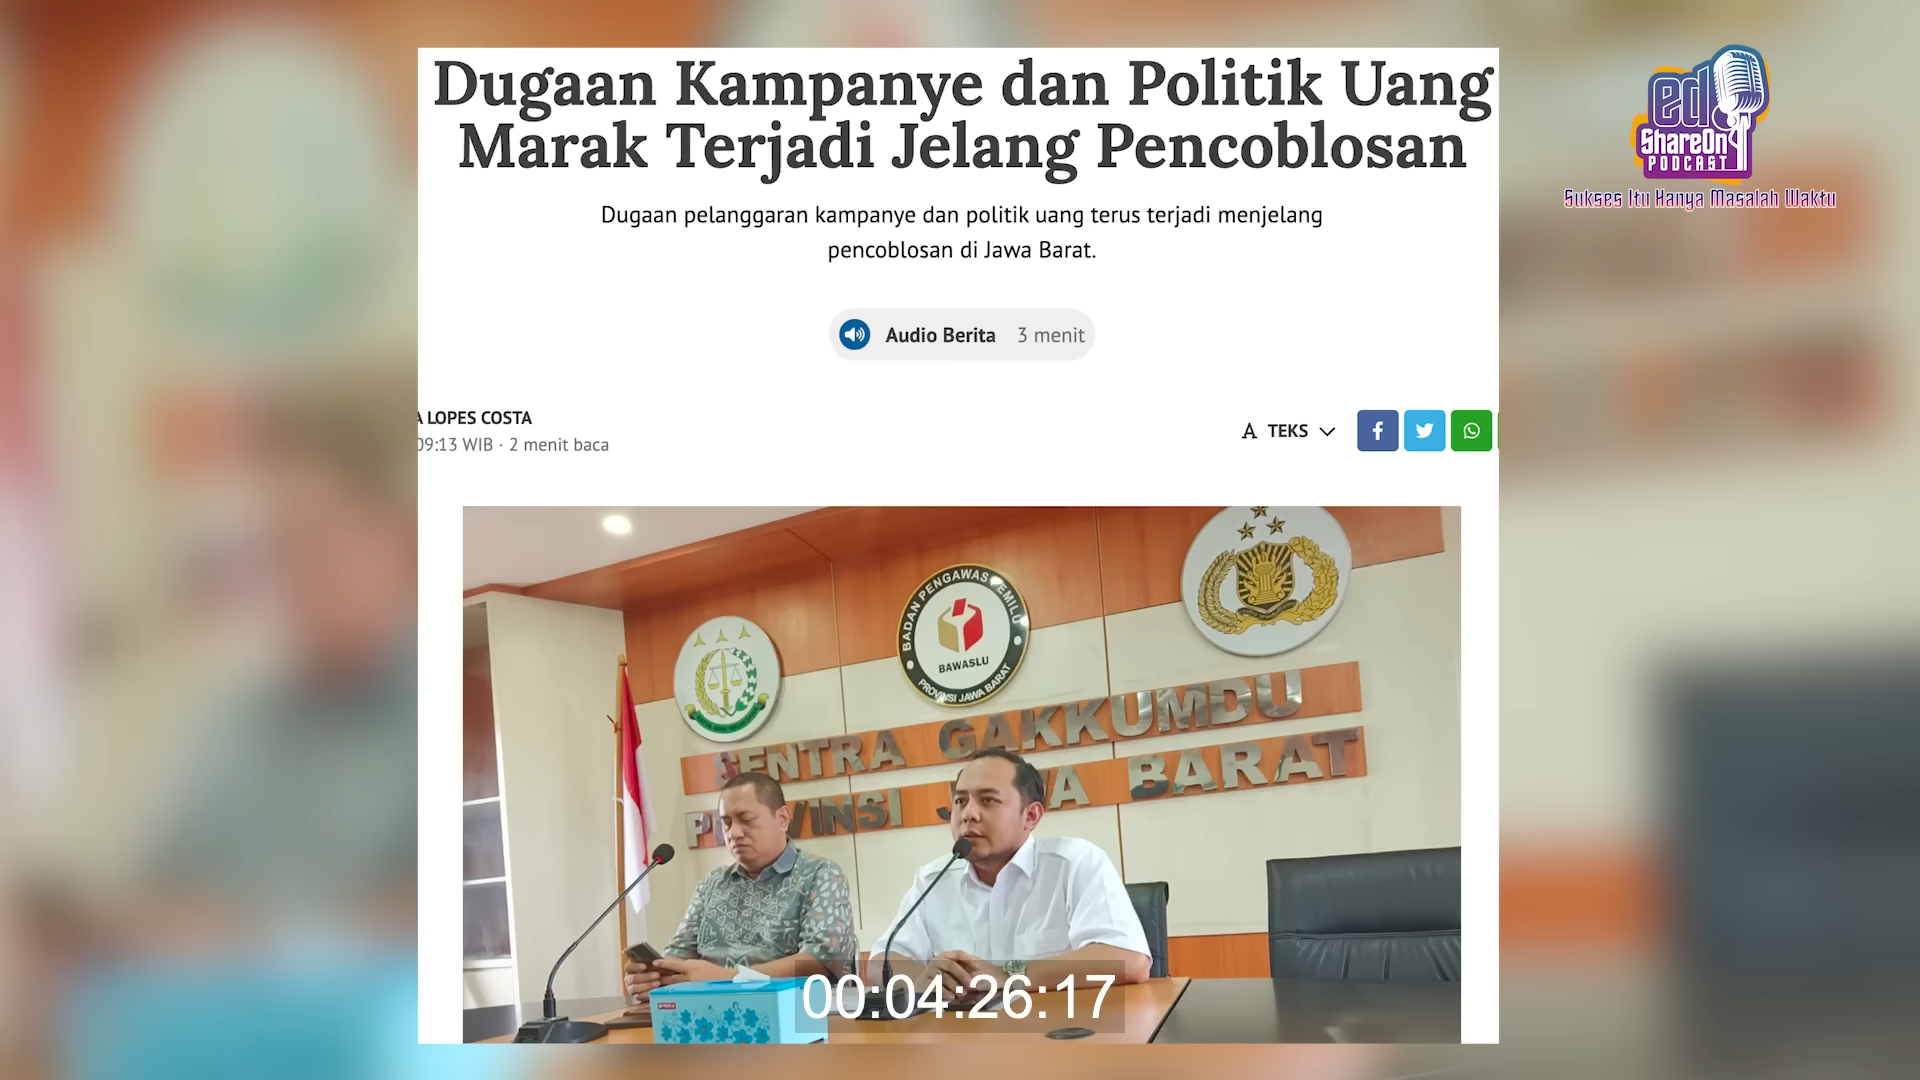 Dugaan Kampanye dan Politik Uang
Marak Terjadi Jelang Pencoblosan
Dugaan pelanggaran kampanye dan politik uang terus terjadi menjelang
pencoblosan di Jawa Barat.
Audio Berita 3 menit
A LOPES COSTA
09:13 WIB · 2 menit baca
A TEKS
ed
ShareOn
PODCAST
Sukses Itu Hanya Masalah Waktu
BADAN PENGAWAS PEMILU
BAWASLU
PROVINSI JAWA BARAT
SENTRA GAKKUMDU
BARAT
00:04:26:17